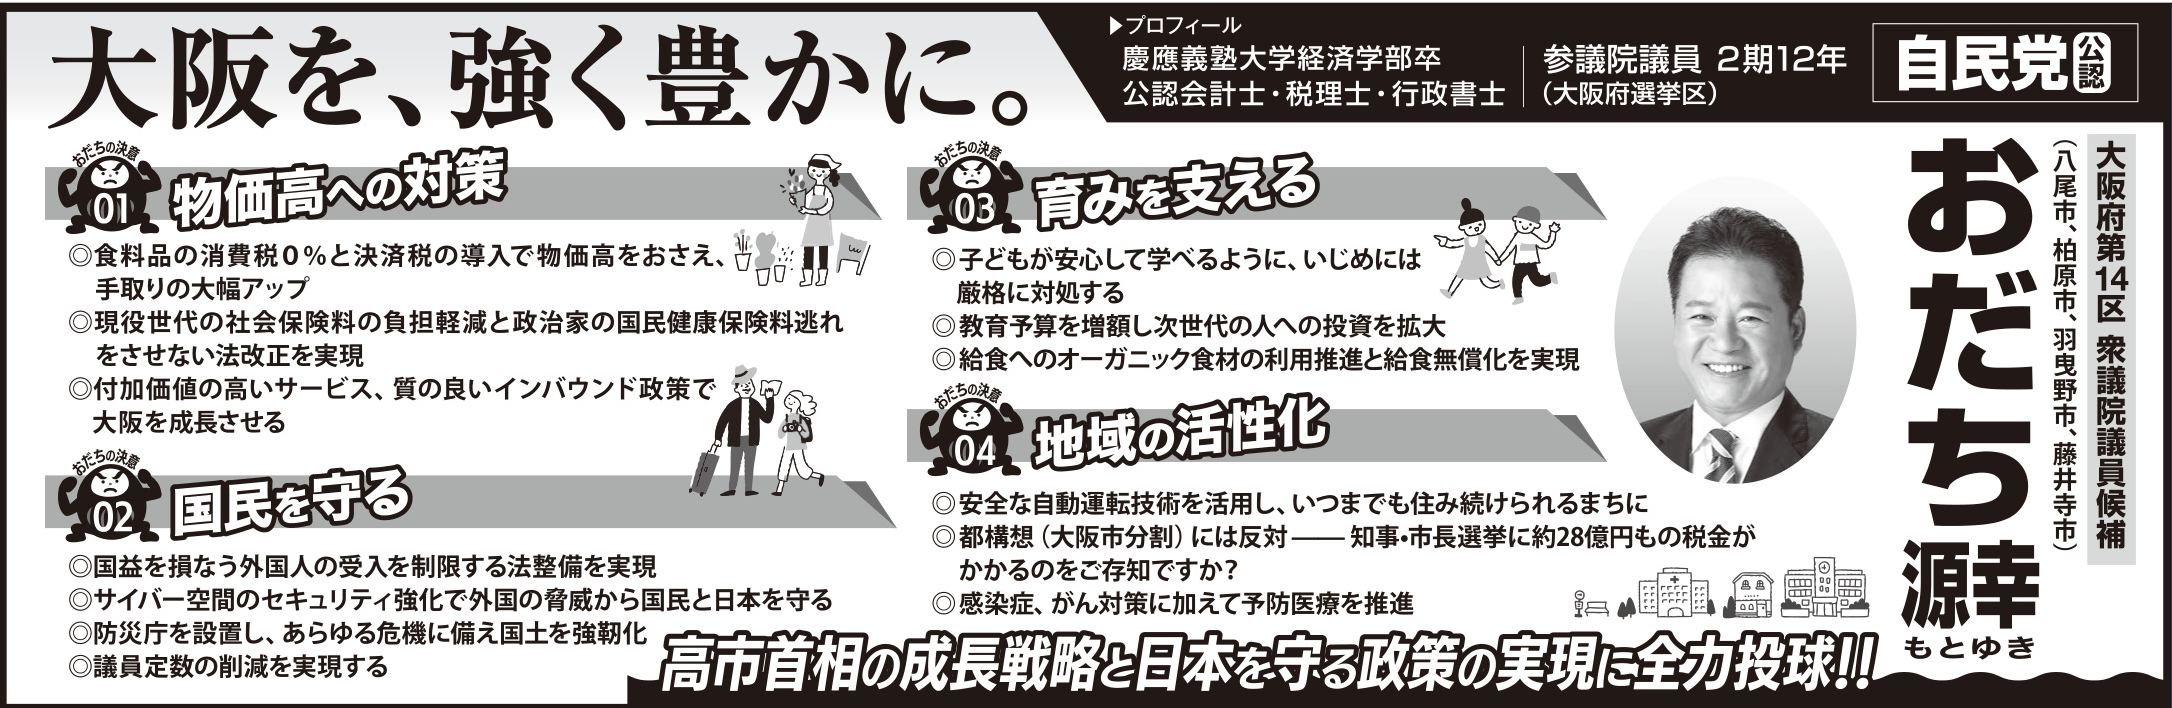 大阪を、強く豊かに。
▶プロフィール
慶應義塾大学経済学部卒
公認会計士・税理士・行政書士
参議院議員 2期12年
（大阪府選挙区）
自民党 公認
おだちの決意
01
物価高への対策
◎食料品の消費税0％と決済税の導入で物価高をおさえ、
手取りの大幅アップ
◎現役世代の社会保険料の負担軽減と政治家の国民健康保険料逃れ
をさせない法改正を実現
◎付加価値の高いサービス、質の良いインバウンド政策で
大阪を成長させる
おだちの決意
02
国民を守る
◎国益を損なう外国人の受入を制限する法整備を実現
◎サイバー空間のセキュリティ強化で外国の脅威から国民と日本を守る
◎防災庁を設置し、あらゆる危機に備え国土を強靭化
◎議員定数の削減を実現する
おだちの決意
03
育みを支える
◎子どもが安心して学べるように、いじめには
厳格に対処する
◎教育予算を増額し次世代の人への投資を拡大
◎給食へのオーガニック食材の利用推進と給食無償化を実現
おだちの決意
04
地域の活性化
◎安全な自動運転技術を活用し、いつまでも住み続けられるまちに
◎都構想（大阪市分割）には反対――知事・市長選挙に約28億円もの税金が
かかるのをご存知ですか？
◎感染症、がん対策に加えて予防医療を推進
大阪府第14区 衆議院議員候補
（八尾市、柏原市、羽曳野市、藤井寺市）
おだち源幸
もとゆき
高市首相の成長戦略と日本を守る政策の実現に全力投球!!